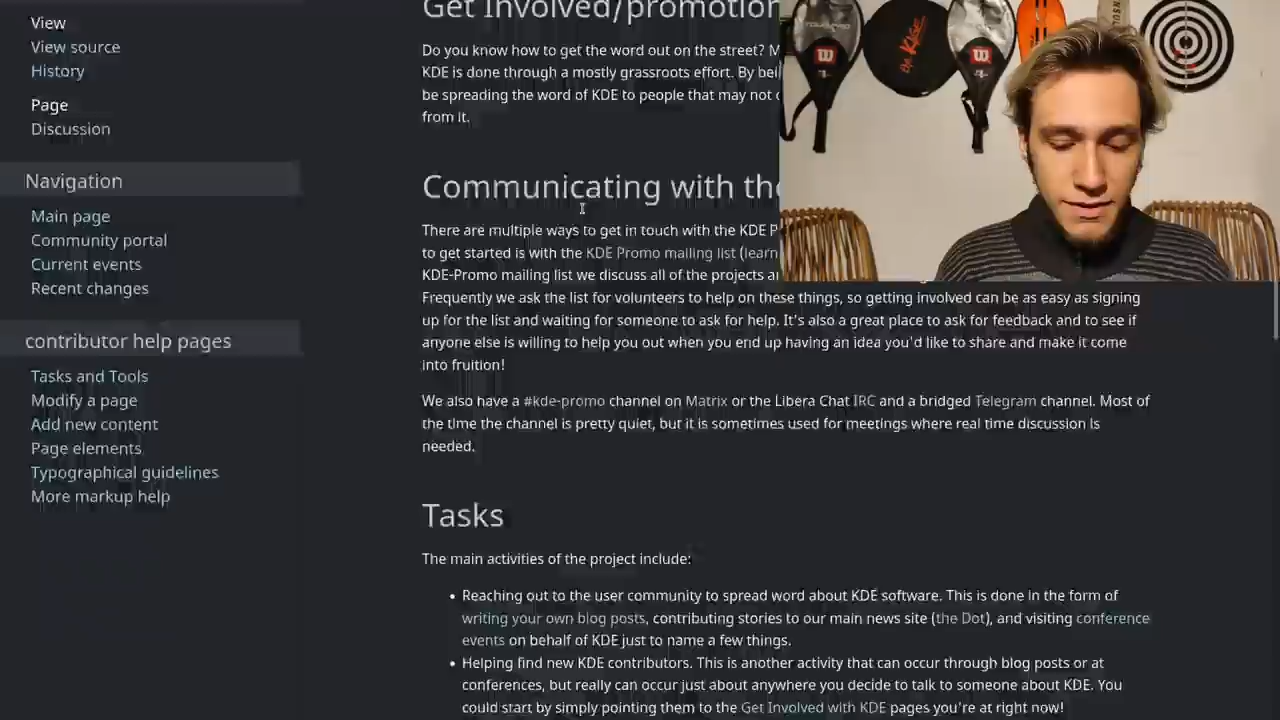 View
View source
History
Page
Discussion
Navigation
Main page
Community portal
Current events
Recent changes
contributor help pages
Tasks and Tools
Modify a page
Add new content
Page elements
Typographical guidelines
More markup help
Get Involved/promotion
Do you know how to get the word out on the street?
KDE is done through a mostly grassroots effort. By
be spreading the word of KDE to people that may not
from it.
Communicating with
There are multiple ways to get in touch with the KDE
to get started is with the KDE Promo mailing list (learn
KDE-Promo mailing list we discuss all of the projects
Frequently we ask the list for volunteers to help on these things, so getting involved can be as easy as signing
up for the list and waiting for someone to ask for help. It's also a great place to ask for feedback and to see if
anyone else is willing to help you out when you end up having an idea you'd like to share and make it come
into fruition!
We also have a #kde-promo channel on Matrix or the Libera Chat IRC and a bridged Telegram channel. Most of
the time the channel is pretty quiet, but it is sometimes used for meetings where real time discussion is
needed.
Tasks
The main activities of the project include:
• Reaching out to the user community to spread word about KDE software. This is done in the form of
writing your own blog posts, contributing stories to our main news site (the Dot), and visiting conference
events on behalf of KDE just to name a few things.
• Helping find new KDE contributors. This is another activity that can occur through blog posts or at
conferences, but really can occur just about anywhere you decide to talk to someone about KDE. You
could start by simply pointing them to the Get Involved with KDE pages you're at right now!